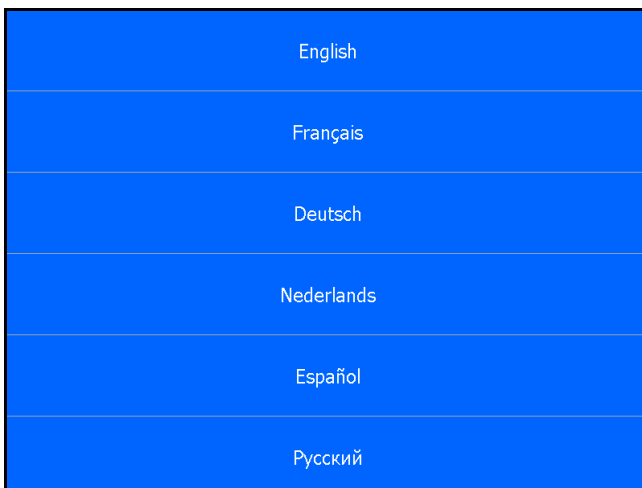 English
Français
Deutsch
Nederlands
Español
Русский